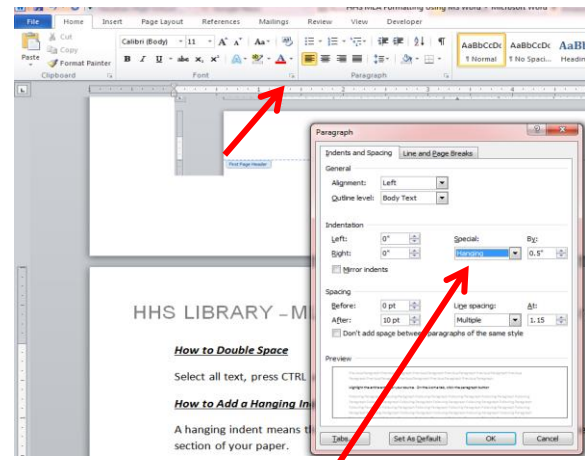 HHS MLA Formatting Using MS Word - Microsoft Word
File Home Insert Page Layout References Mailings Review View Developer
Paste
Cut
Copy
Format Painter
Clipboard
Calibri (Body) 11
B I U abc x₂ x²
Font
Paragraph
AaBbCcDc AaBbCcDc AaBl
¶ Normal ¶ No Spaci... Headin
First Page Header
Paragraph
Indents and Spacing Line and Page Breaks
General
Alignment: Left
Outline level: Body Text
Indentation
Left: 0" Special: By:
Right: 0" Hanging 0.5"
Mirror indents
Spacing
Before: 0 pt Line spacing: At:
After: 10 pt Multiple 1.15
Don't add space between paragraphs of the same style
Preview
Tabs... Set As Default OK Cancel
HHS LIBRARY – ML
How to Double Space
Select all text, press CTRL
How to Add a Hanging In
A hanging indent means th
section of your paper.